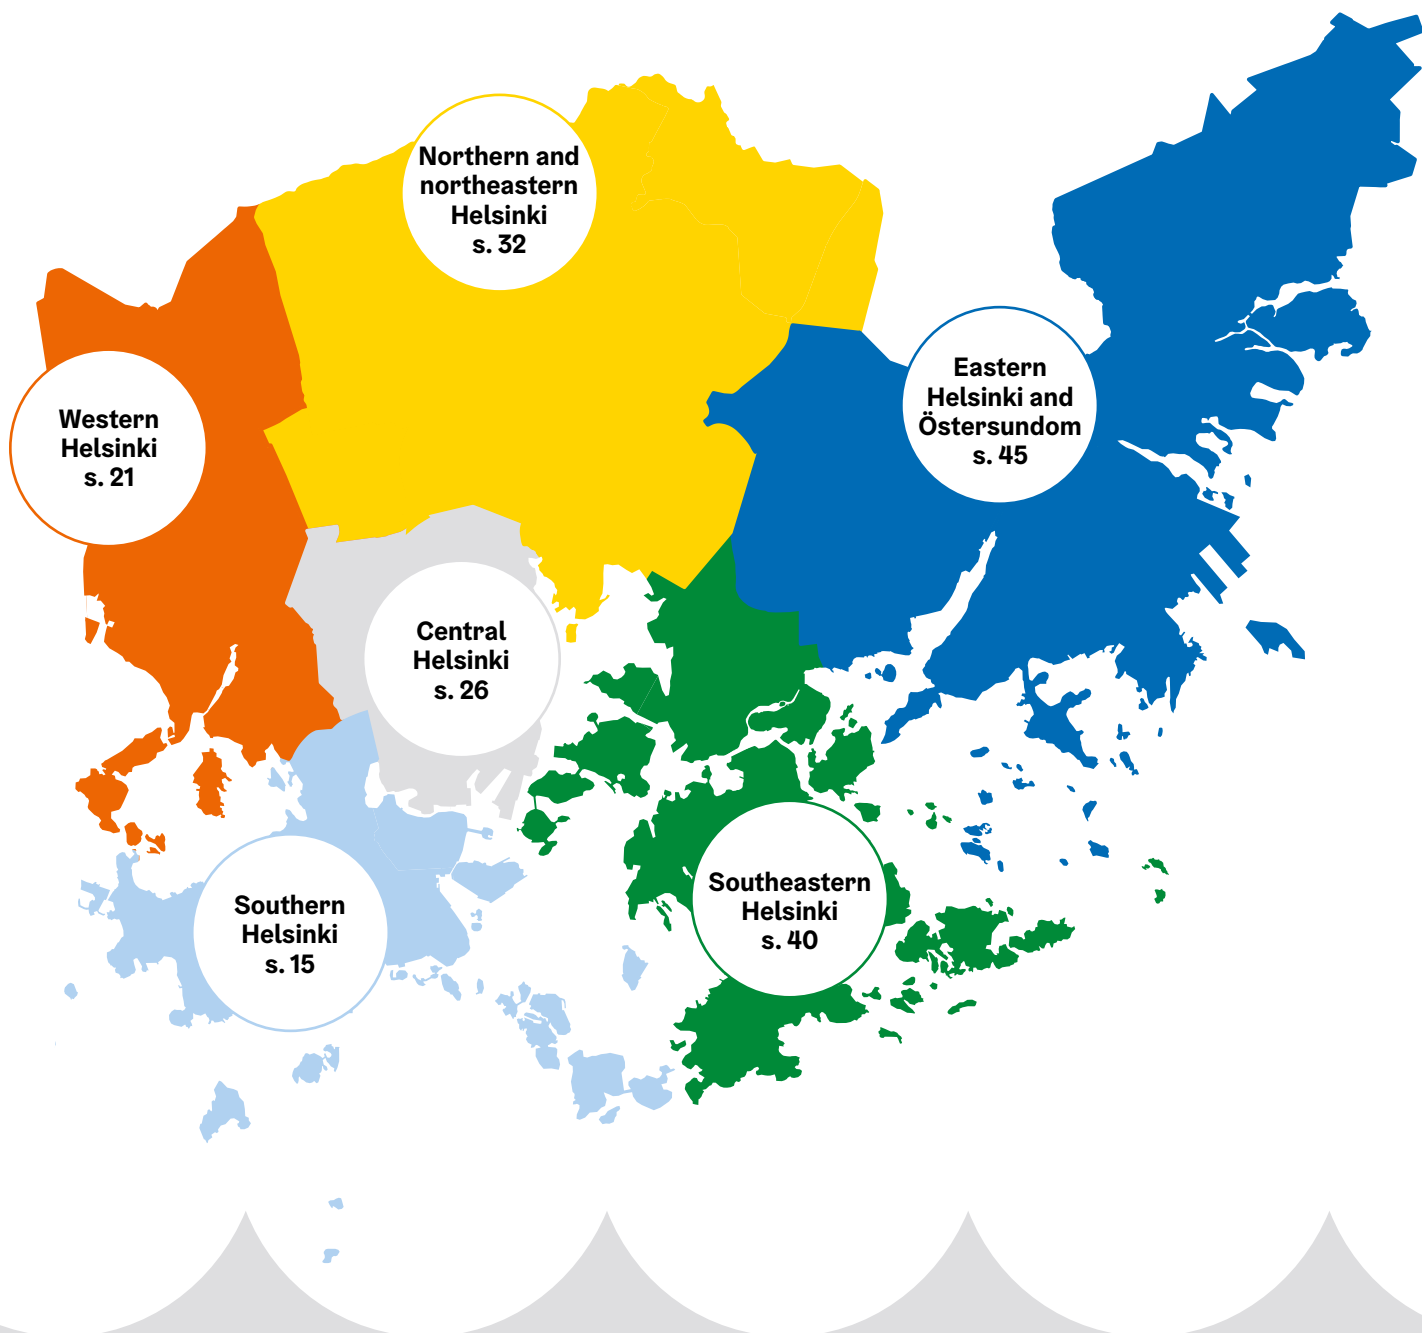 Northern and
northeastern
Helsinki
s. 32
Eastern
Helsinki and
Östersundom
s. 45
Western
Helsinki
s. 21
Central
Helsinki
s. 26
Southeastern
Helsinki
s. 40
Southern
Helsinki
s. 15